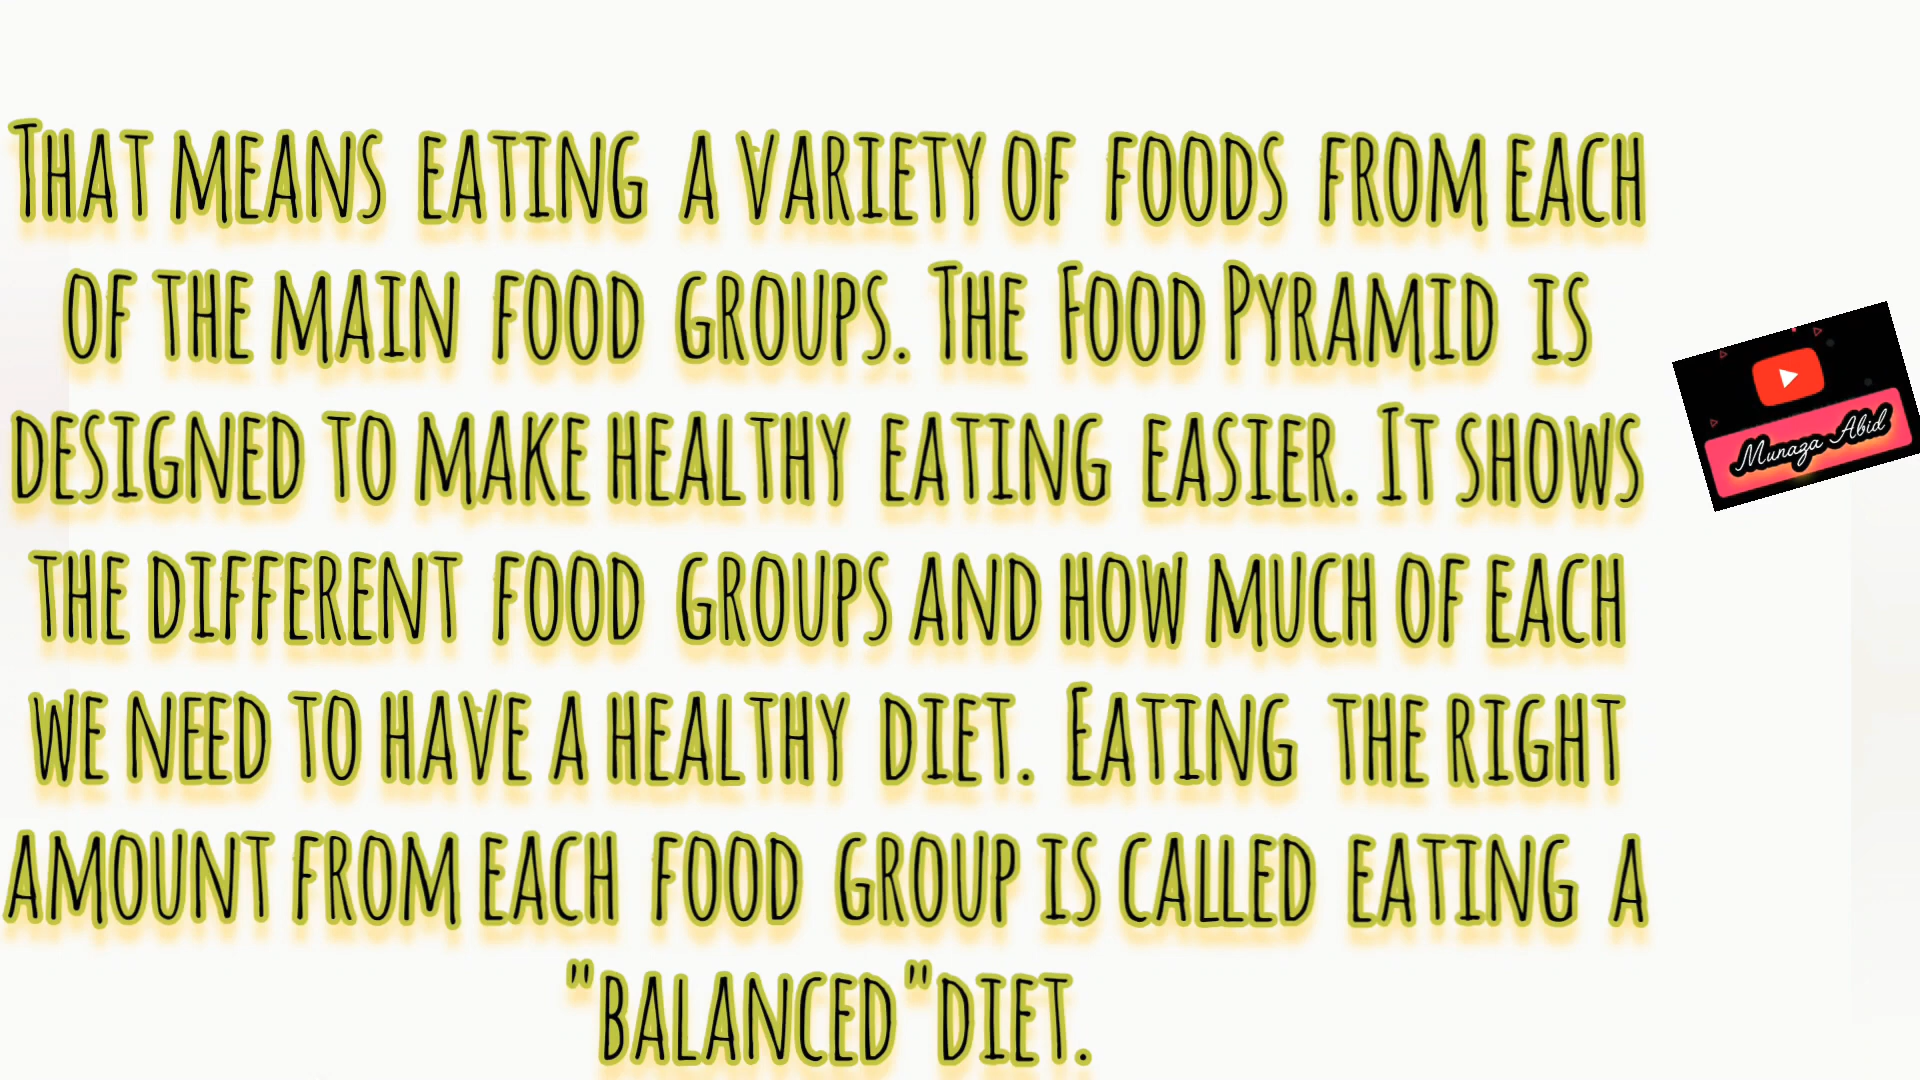 That means eating a variety of foods from each
of the main food groups. The Food Pyramid is
designed to make healthy eating easier. It shows
the different food groups and how much of each
we need to have a healthy diet. Eating the right
amount from each food group is called eating a
"balanced"diet.
Munaza Abid